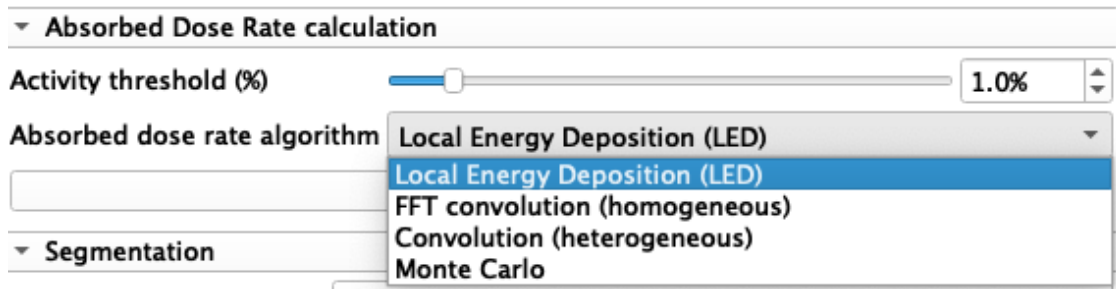 Absorbed Dose Rate calculation
Activity threshold (%) 1.0%
Absorbed dose rate algorithm Local Energy Deposition (LED)
Local Energy Deposition (LED)
FFT convolution (homogeneous)
Convolution (heterogeneous)
Segmentation
Monte Carlo